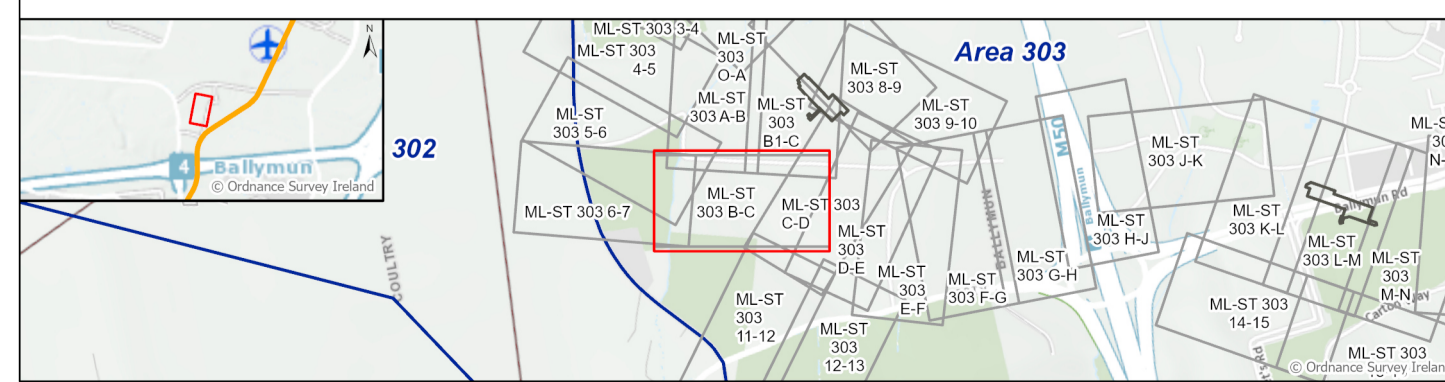 N
4
Ballymun
© Ordnance Survey Ireland
302
COULTRY
Area 303
ML-ST 303 3-4
ML-ST 303
4-5
ML-ST
303
O-A
ML-ST
303 8-9
ML-ST
303 5-6
ML-ST
303 A-B
ML-ST
303
B1-C
ML-ST
303 9-10
M50
ML-ST
303 J-K
ML-ST 303 6-7
ML-ST
303 B-C
ML-ST 303
C-D
ML-ST
303
D-E
BALLYMUN
Ballymun
ML-ST
303 H-J
ML-ST
303 K-L
Ballymun Rd
ML-ST
303 E-F
ML-ST
303 F-G
ML-ST
303 G-H
ML-ST
303 L-M
ML-ST
303
M-N
ML-ST
303
11-12
ML-ST
303
12-13
ML-ST 303
14-15
ML-ST 303
© Ordnance Survey Irelan